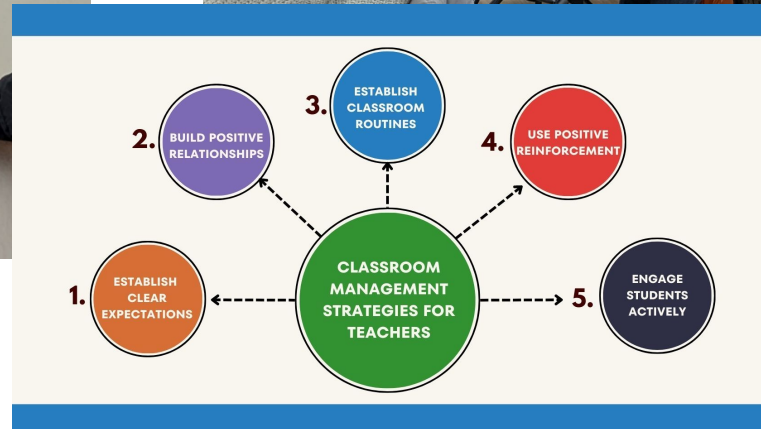 1.
ESTABLISH
CLEAR
EXPECTATIONS
2.
BUILD POSITIVE
RELATIONSHIPS
3.
ESTABLISH
CLASSROOM
ROUTINES
4.
USE POSITIVE
REINFORCEMENT
5.
ENGAGE
STUDENTS
ACTIVELY
CLASSROOM
MANAGEMENT
STRATEGIES FOR
TEACHERS